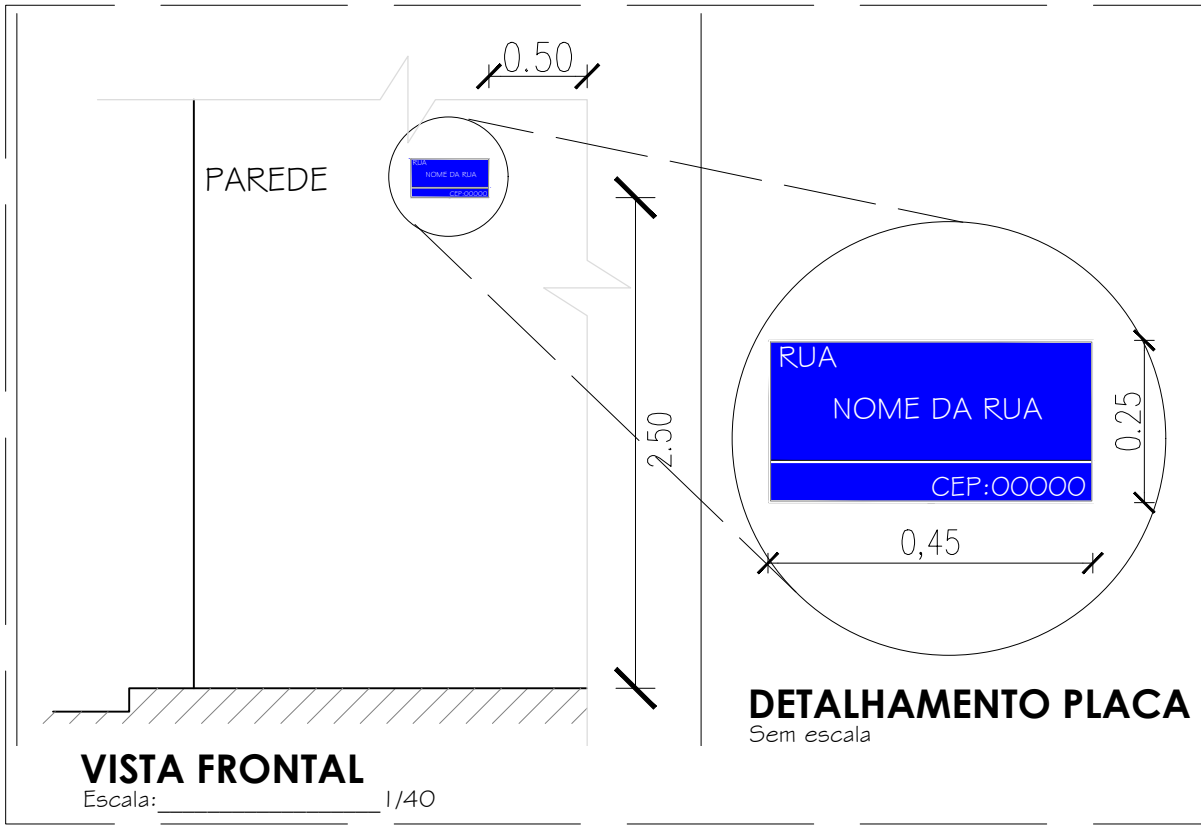 0.50
PAREDE
RUA
NOME DA RUA
CEP:00000
2.50
RUA
NOME DA RUA
CEP:00000
0.25
0,45
DETALHAMENTO PLACA
Sem escala
VISTA FRONTAL
Escala:____________________ 1/40